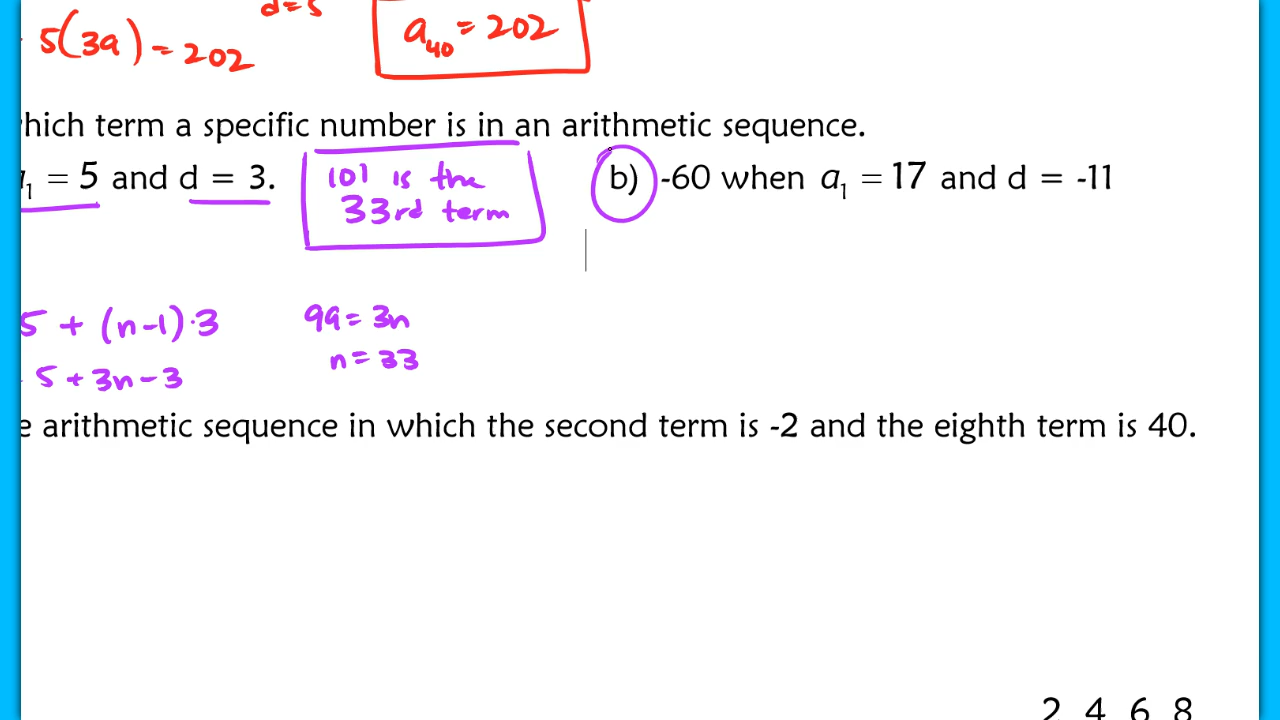 d=5
5(39) = 202
a40 = 202
hich term a specific number is in an arithmetic sequence.
1 = 5 and d = 3.
101 is the
33rd term
b) -60 when a1 = 17 and d = -11
5 + (n-1)·3
99=3n
n=33
5+3n-3
e arithmetic sequence in which the second term is -2 and the eighth term is 40.
2 4 6 8